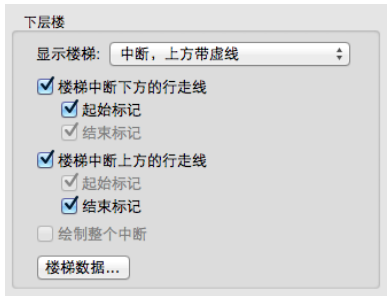 下层楼
显示楼梯: 中断，上方带虚线
楼梯中断下方的行走线
起始标记
结束标记
楼梯中断上方的行走线
起始标记
结束标记
绘制整个中断
楼梯数据...